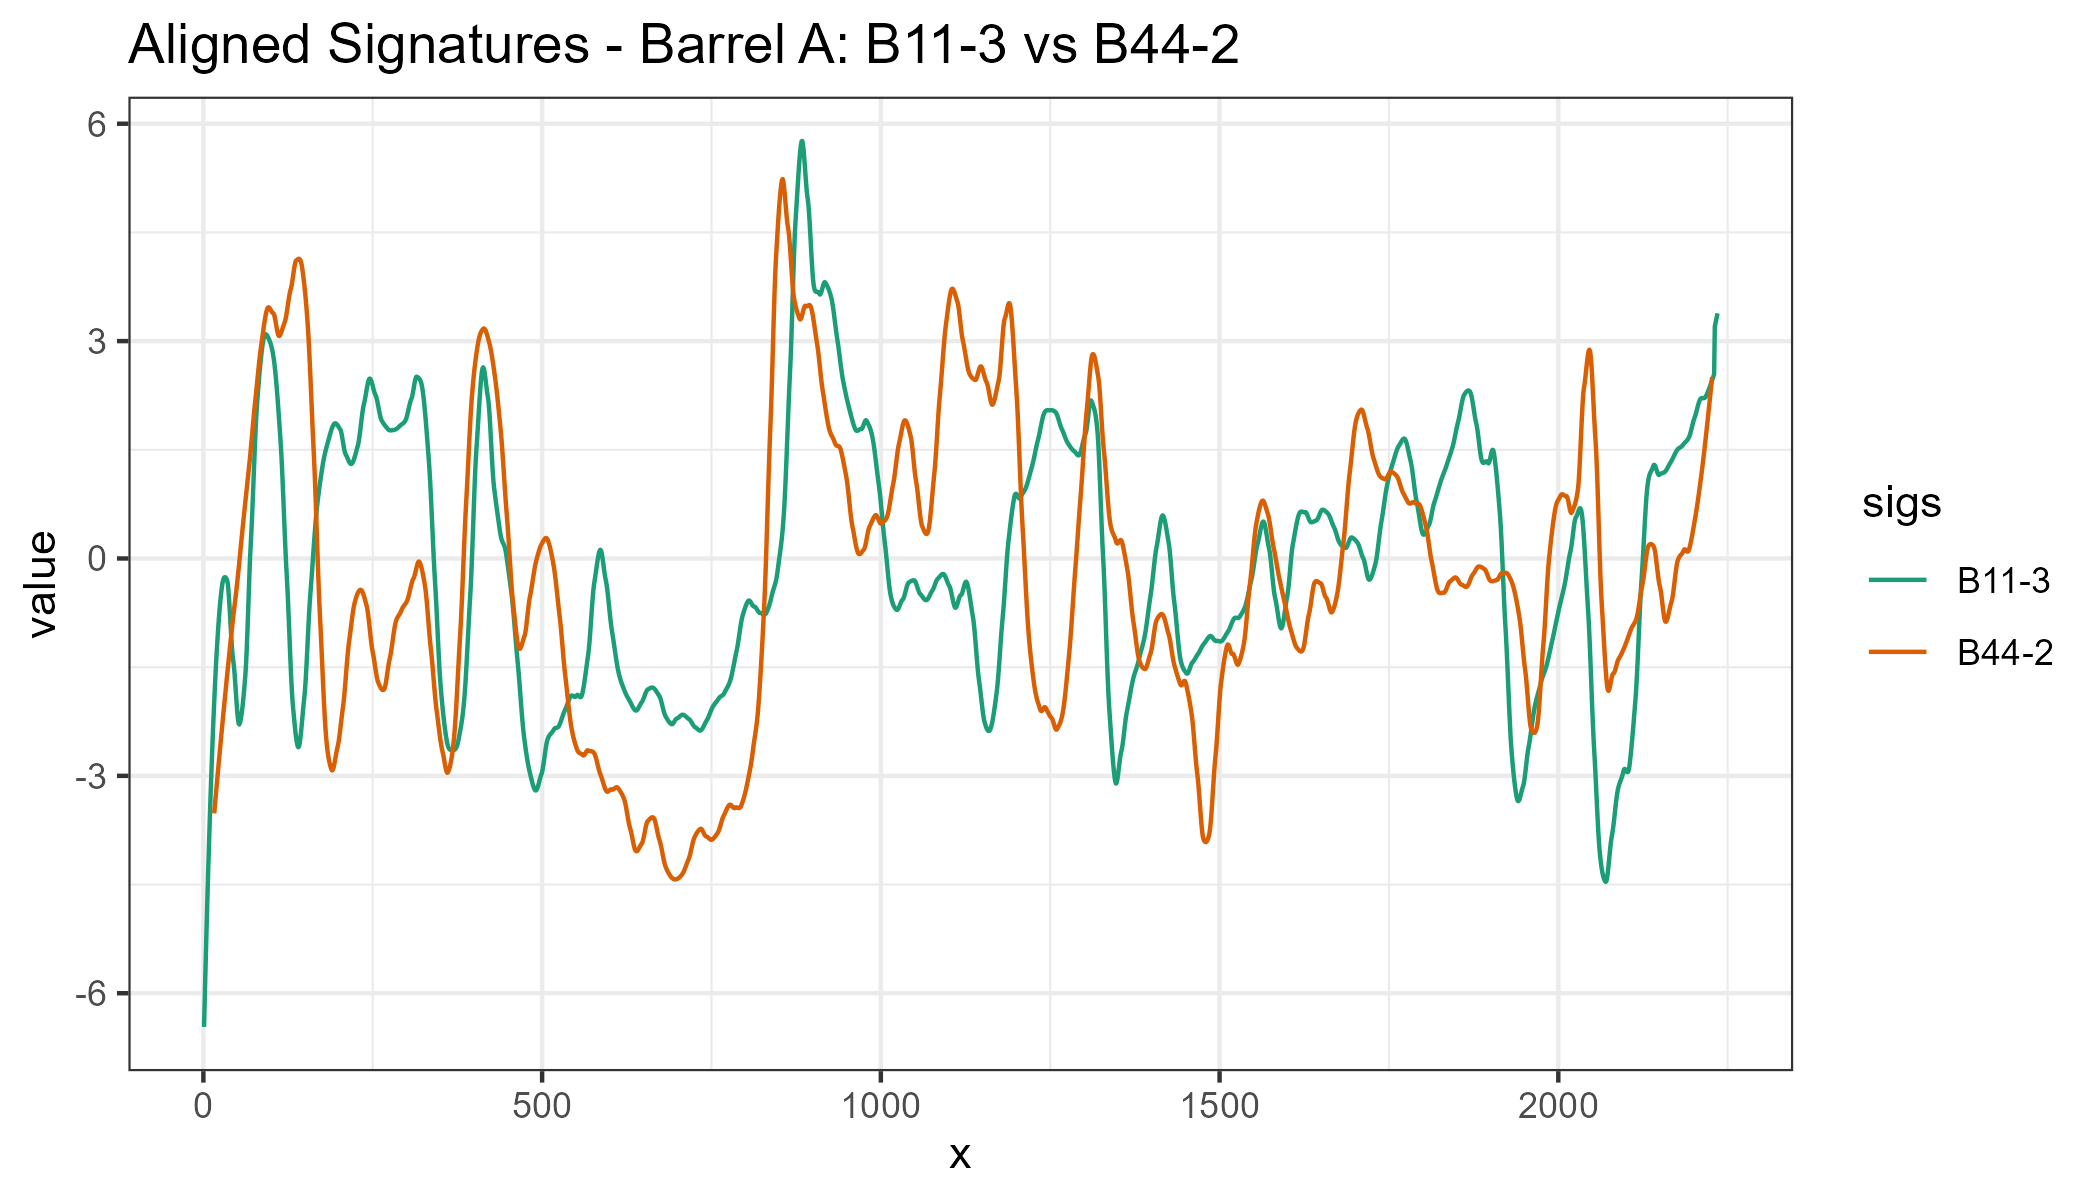 Aligned Signatures - Barrel A: B11-3 vs B44-2
6
3
0
-3
-6
value
0 500 1000 1500 2000
x
sigs
B11-3
B44-2